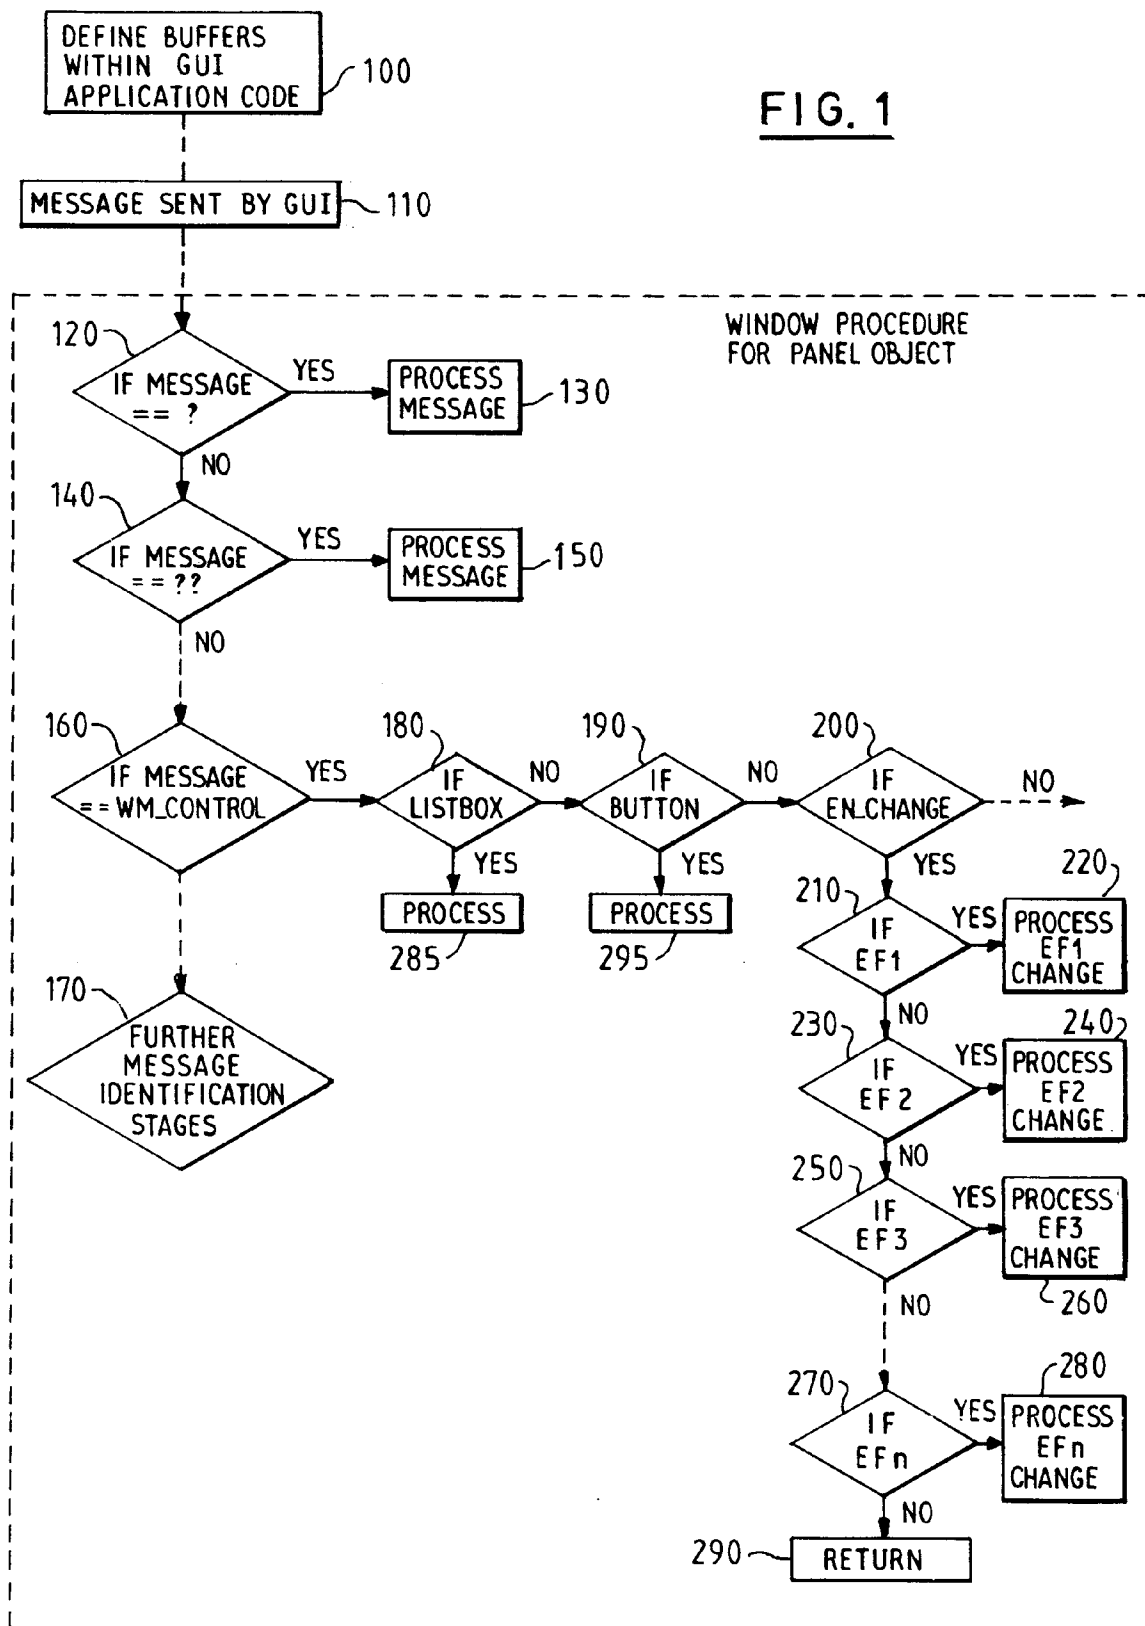 DEFINE BUFFERS
WITHIN GUI
APPLICATION CODE
100
FIG. 1
MESSAGE SENT BY GUI
110
WINDOW PROCEDURE
FOR PANEL OBJECT
120
IF MESSAGE
== ?
YES
PROCESS
MESSAGE
130
NO
140
IF MESSAGE
== ??
YES
PROCESS
MESSAGE
150
NO
160
IF MESSAGE
== WM_CONTROL
YES
180
IF
LISTBOX
NO
190
IF
BUTTON
NO
200
IF
EN_CHANGE
NO
YES
PROCESS
285
YES
PROCESS
295
YES
210
IF
EF1
YES
220
PROCESS
EF1
CHANGE
NO
170
FURTHER
MESSAGE
IDENTIFICATION
STAGES
230
IF
EF2
YES
240
PROCESS
EF2
CHANGE
NO
250
IF
EF3
YES
PROCESS
EF3
CHANGE
260
NO
270
IF
EFn
YES
280
PROCESS
EFn
CHANGE
NO
290
RETURN